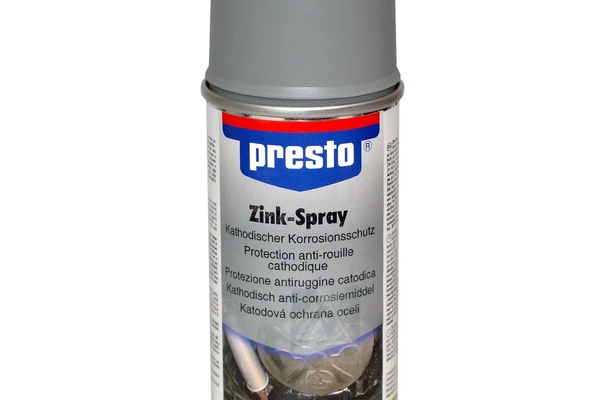 presto®
Zink-Spray
Kathodischer Korrosionsschutz
Protection anti-rouille
cathodique
Protezione antiruggine catodica
Kathodisch anti-corrosiemiddel
Katodová ochrana oceli